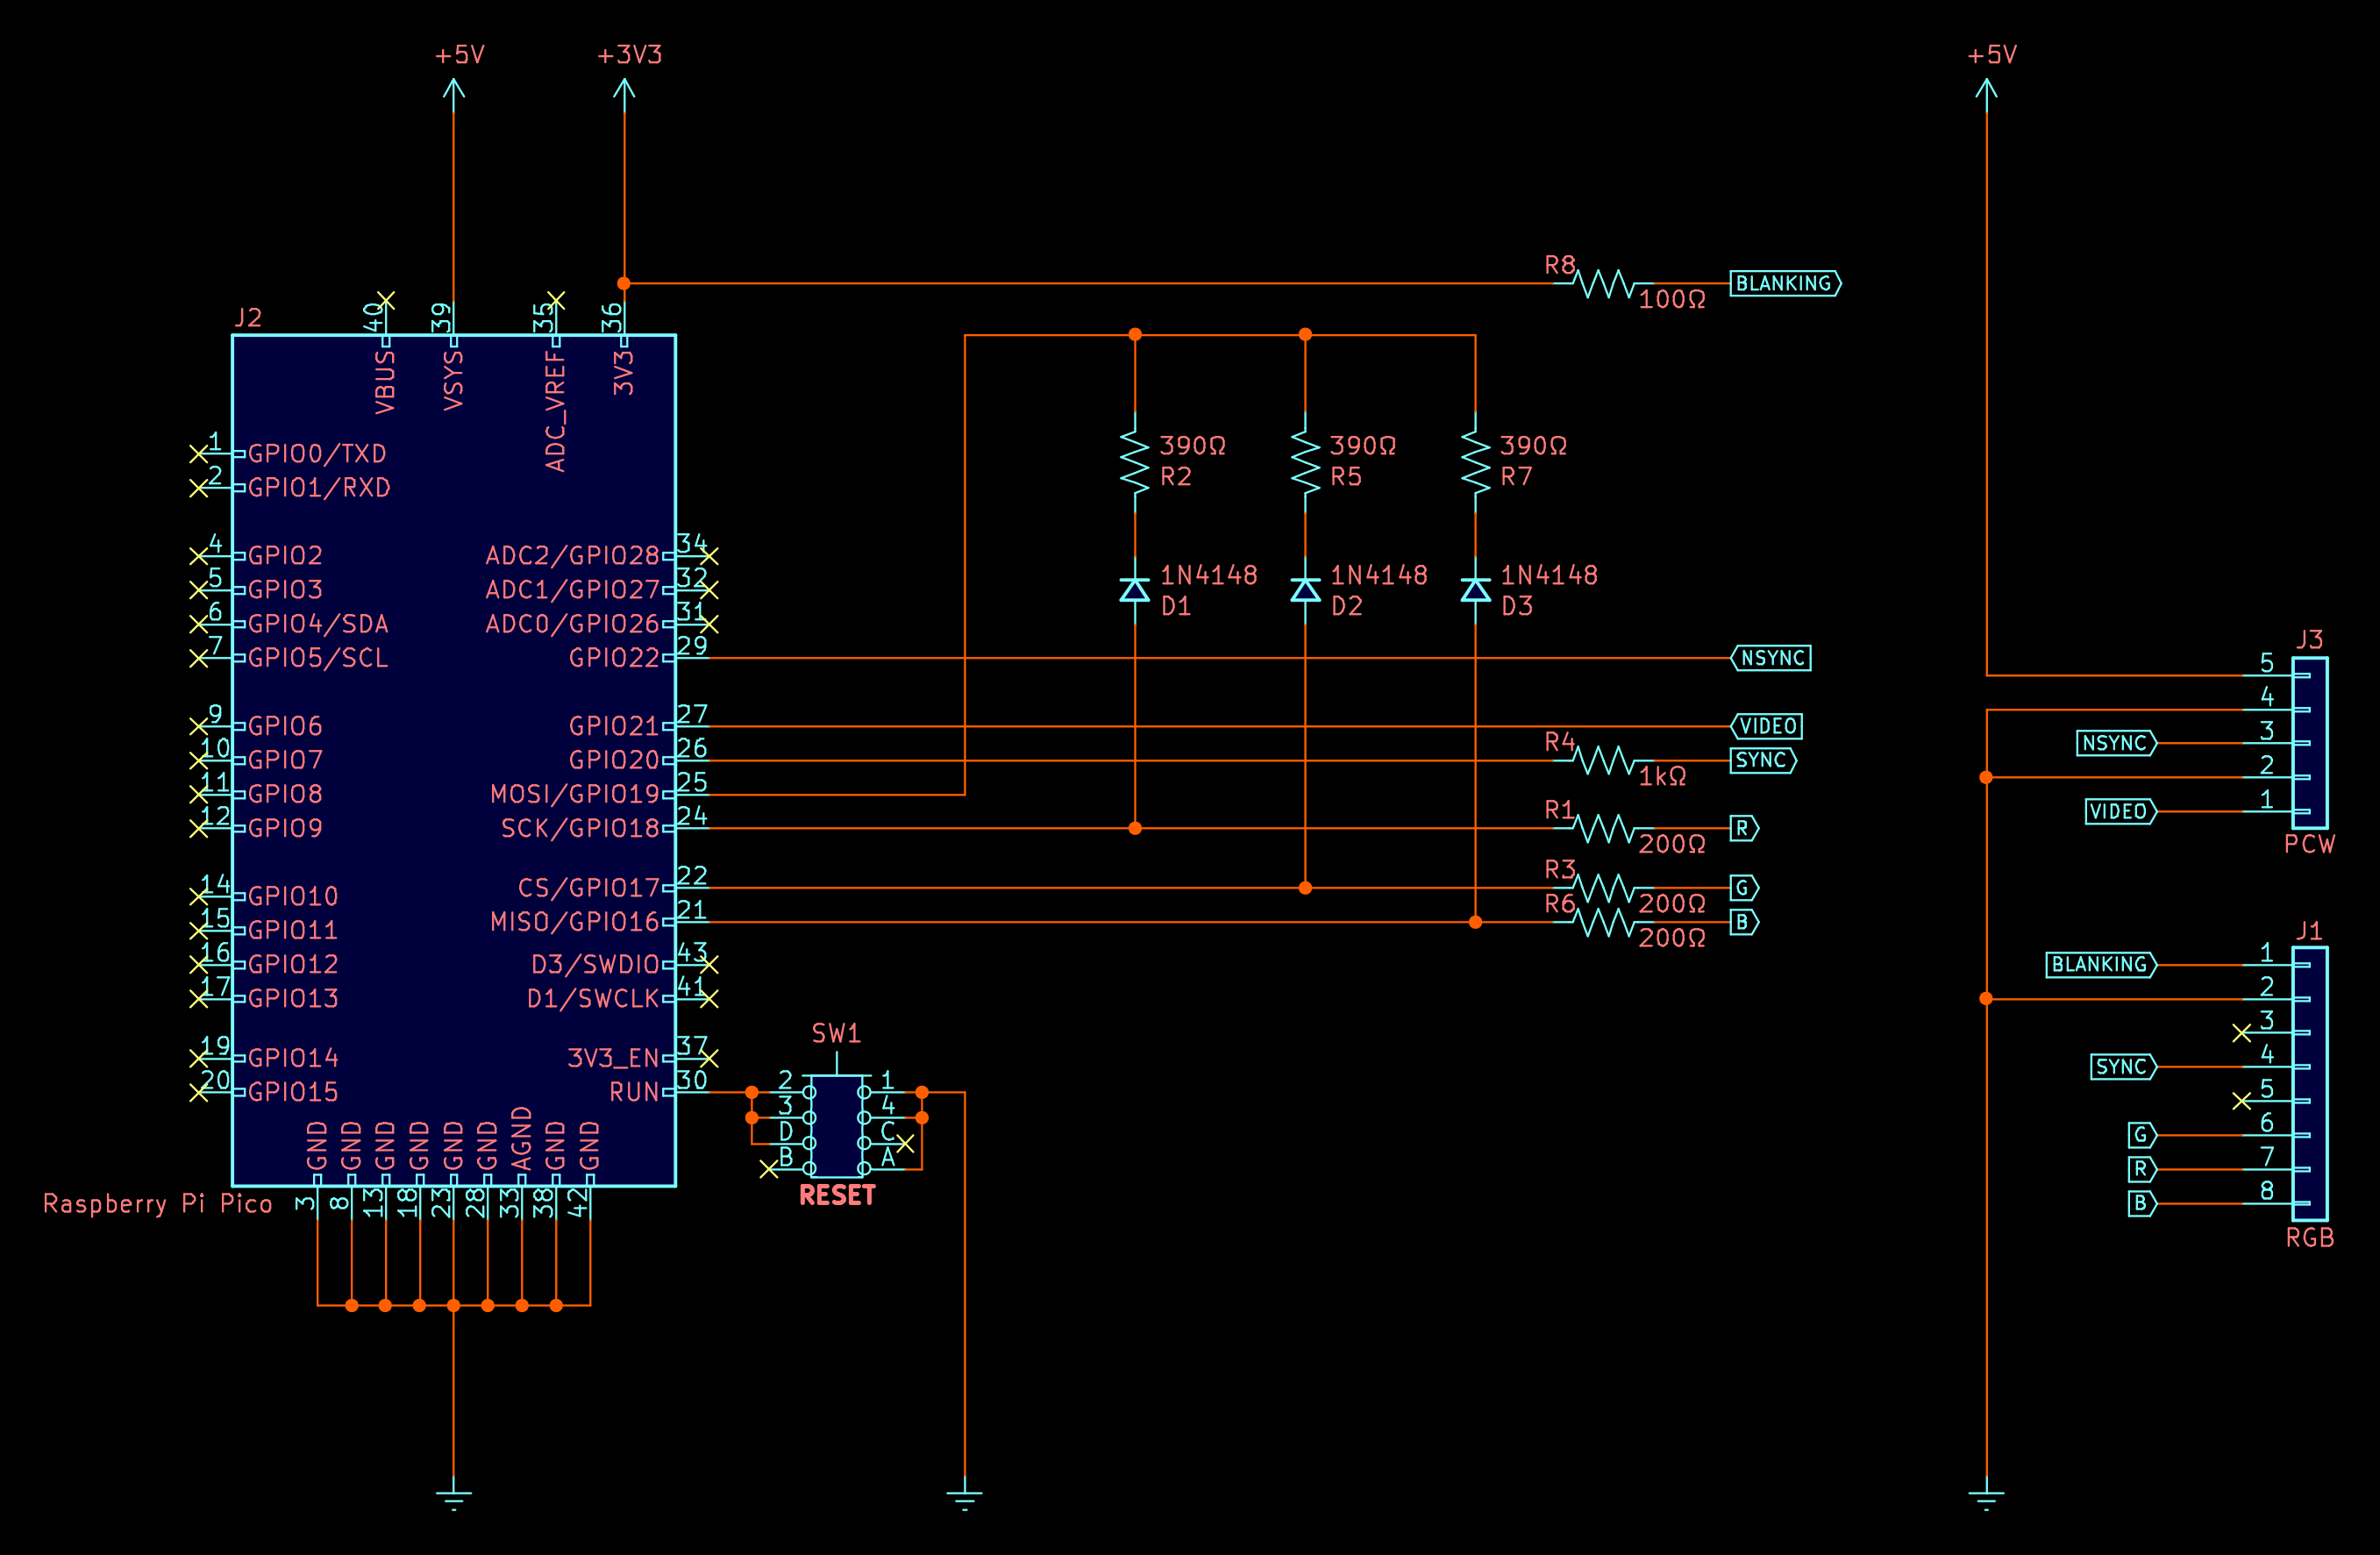 +5V
+3V3
+5V
R8
100Ω
BLANKING
J2
40
39
35
36
VBUS
VSYS
ADC_VREF
3V3
1
GPIO0/TXD
2
GPIO1/RXD
4
GPIO2
5
GPIO3
6
GPIO4/SDA
7
GPIO5/SCL
9
GPIO6
10
GPIO7
11
GPIO8
12
GPIO9
14
GPIO10
15
GPIO11
16
GPIO12
17
GPIO13
19
GPIO14
20
GPIO15
ADC2/GPIO28
34
ADC1/GPIO27
32
ADC0/GPIO26
31
GPIO22
29
GPIO21
27
GPIO20
26
MOSI/GPIO19
25
SCK/GPIO18
24
CS/GPIO17
22
MISO/GPIO16
21
D3/SWDIO
43
D1/SWCLK
41
3V3_EN
37
RUN
30
GND
GND
GND
GND
GND
GND
AGND
GND
GND
3
8
13
18
23
28
33
38
42
Raspberry Pi Pico
390Ω
R2
390Ω
R5
390Ω
R7
1N4148
D1
1N4148
D2
1N4148
D3
NSYNC
VIDEO
R4
1kΩ
SYNC
R1
200Ω
R
R3
200Ω
G
R6
200Ω
B
SW1
2
1
3
4
D
C
B
A
RESET
J3
5
4
NSYNC
3
2
VIDEO
1
PCW
J1
BLANKING
1
2
3
SYNC
4
5
G
6
R
7
B
8
RGB